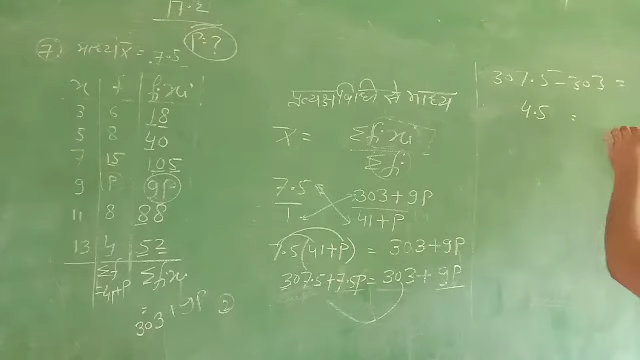 П.2
7. माध्य x̄ = 7.5 P=?
x f fixi
3 6 18
5 8 40
7 15 105
9 P 9P
11 8 88
13 4 52
Σf =41+P Σfixi
= 303+9P
प्रत्यक्ष विधि से माध्य
x̄ = Σfixi / Σfi
7.5 / 1 303+9P / 41+P
7.5(41+P) = 303+9P
307.5+7.5P = 303+9P
307.5-303 =
4.5 =